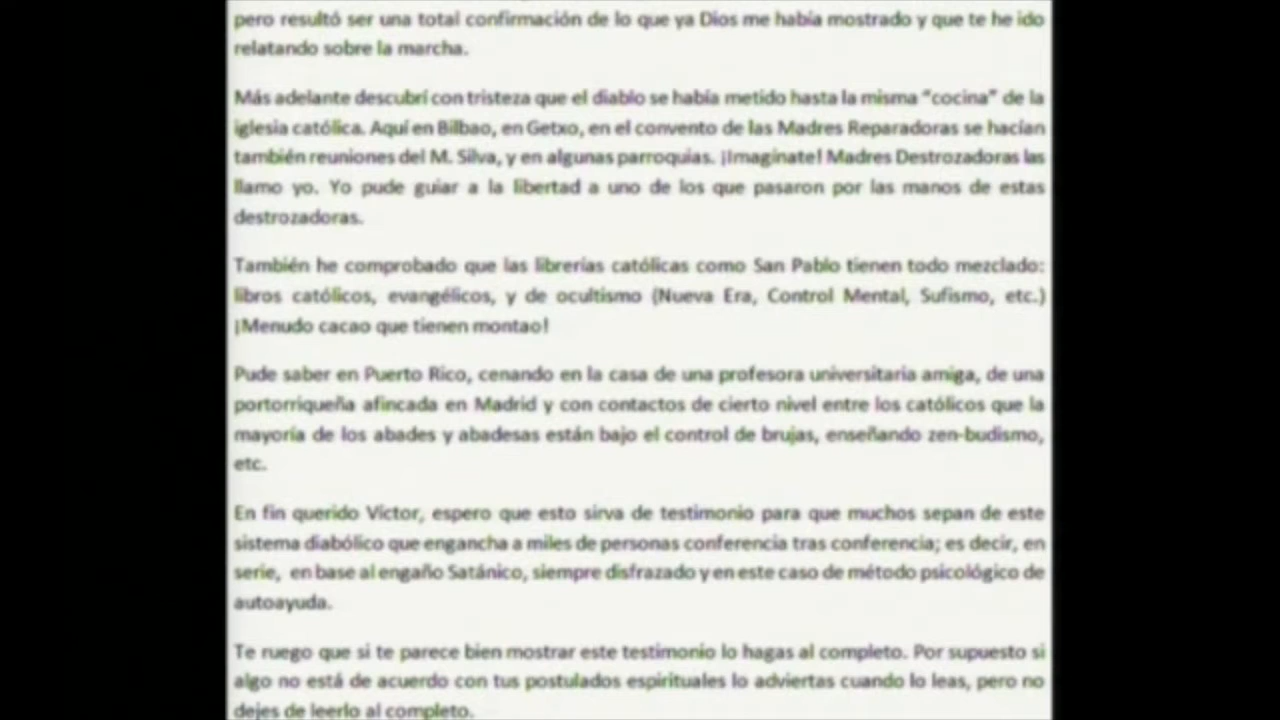 pero resultó ser una total confirmación de lo que ya Dios me había mostrado y que te he ido
relatando sobre la marcha.
Más adelante descubrí con tristeza que el diablo se había metido hasta la misma “cocina” de la
iglesia católica. Aquí en Bilbao, en Getxo, en el convento de las Madres Reparadoras se hacían
también reuniones del M. Silva, y en algunas parroquias. ¡Imagínate! Madres Destrozadoras las
llamo yo. Yo pude guiar a la libertad a uno de los que pasaron por las manos de estas
destrozadoras.
También he comprobado que las librerías católicas como San Pablo tienen todo mezclado:
libros católicos, evangélicos, y de ocultismo (Nueva Era, Control Mental, Sufismo, etc.)
¡Menudo cacao que tienen montao!
Pude saber en Puerto Rico, cenando en la casa de una profesora universitaria amiga, de una
portorriqueña afincada en Madrid y con contactos de cierto nivel entre los católicos que la
mayoría de los abades y abadesas están bajo el control de brujas, enseñando zen-budismo,
etc.
En fin querido Víctor, espero que esto sirva de testimonio para que muchos sepan de este
sistema diabólico que engancha a miles de personas conferencia tras conferencia; es decir, en
serie, en base al engaño Satánico, siempre disfrazado y en este caso de método psicológico de
autoayuda.
Te ruego que si te parece bien mostrar este testimonio lo hagas al completo. Por supuesto si
algo no está de acuerdo con tus postulados espirituales lo adviertas cuando lo leas, pero no
dejes de leerlo al completo.